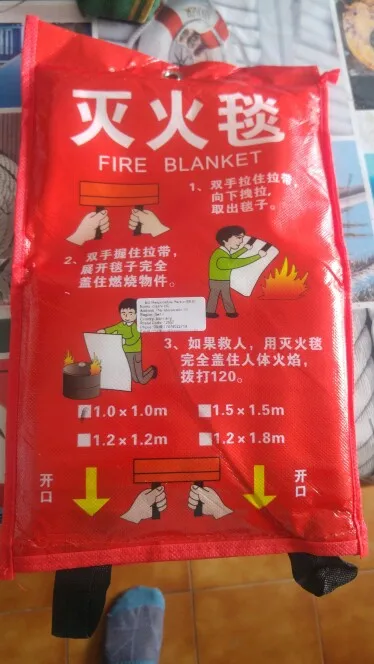 灭火毯
FIRE BLANKET
1、双手拉住拉带,
向下拽拉,
取出毯子。
2、双手握住拉带,
展开毯子完全
盖住燃烧物件。
3、如果救人，用灭火毯
完全盖住人体火焰，
拨打120。
1.0×1.0m
1.5×1.5m
1.2×1.2m
1.2×1.8m
开口
开口